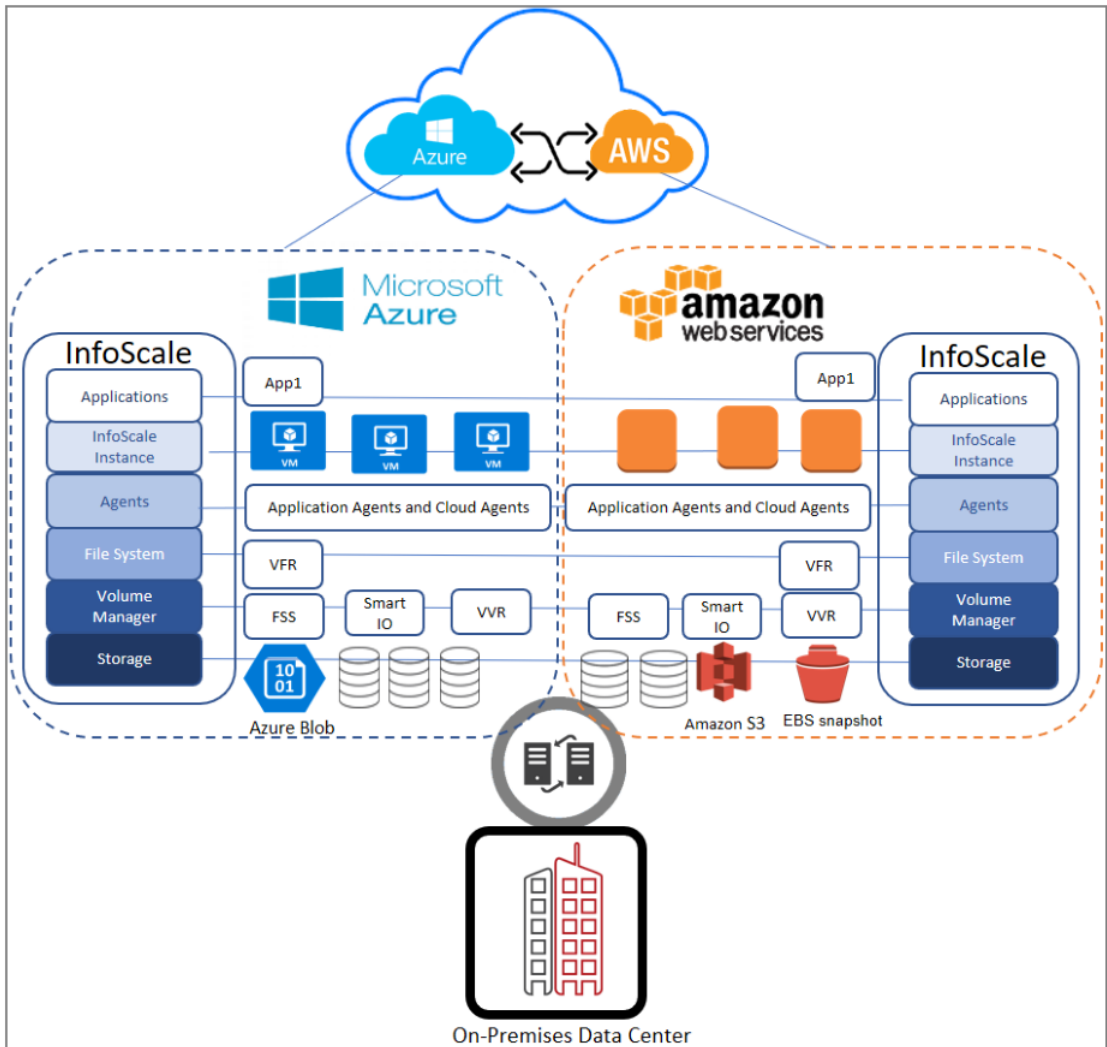 Azure
AWS
Microsoft
Azure
amazon
web services
InfoScale
InfoScale
App1
App1
Applications
Applications
InfoScale
Instance
VM
VM
VM
InfoScale
Instance
Agents
Application Agents and Cloud Agents
Application Agents and Cloud Agents
Agents
File System
VFR
VFR
File System
Volume
Manager
FSS
Smart
IO
VVR
FSS
Smart
IO
VVR
Volume
Manager
Storage
10
01
Storage
Azure Blob
Amazon S3
EBS snapshot
On-Premises Data Center